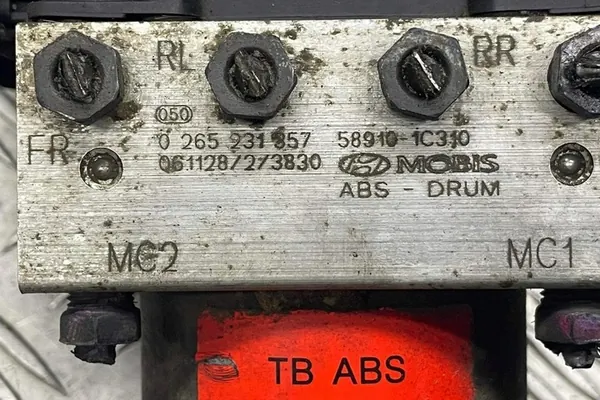 RL RR
050
0 265 231 357 58910-1C310
FR 061128/2/3830 MOBIS
ABS - DRUM
MC2 MC1
TB ABS